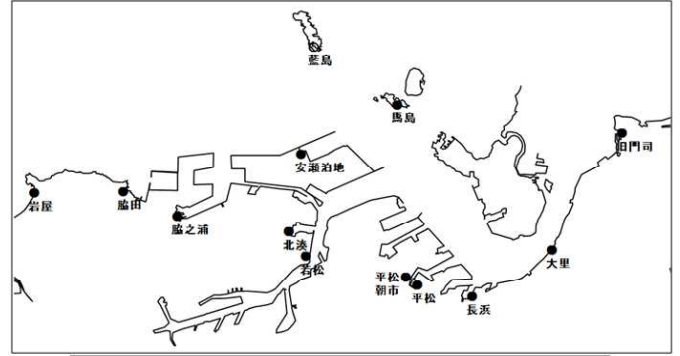 藍島
馬島
旧門司
安瀬泊地
岩屋
脇田
脇之浦
北湊
若松
大里
平松
朝市
平松
長浜